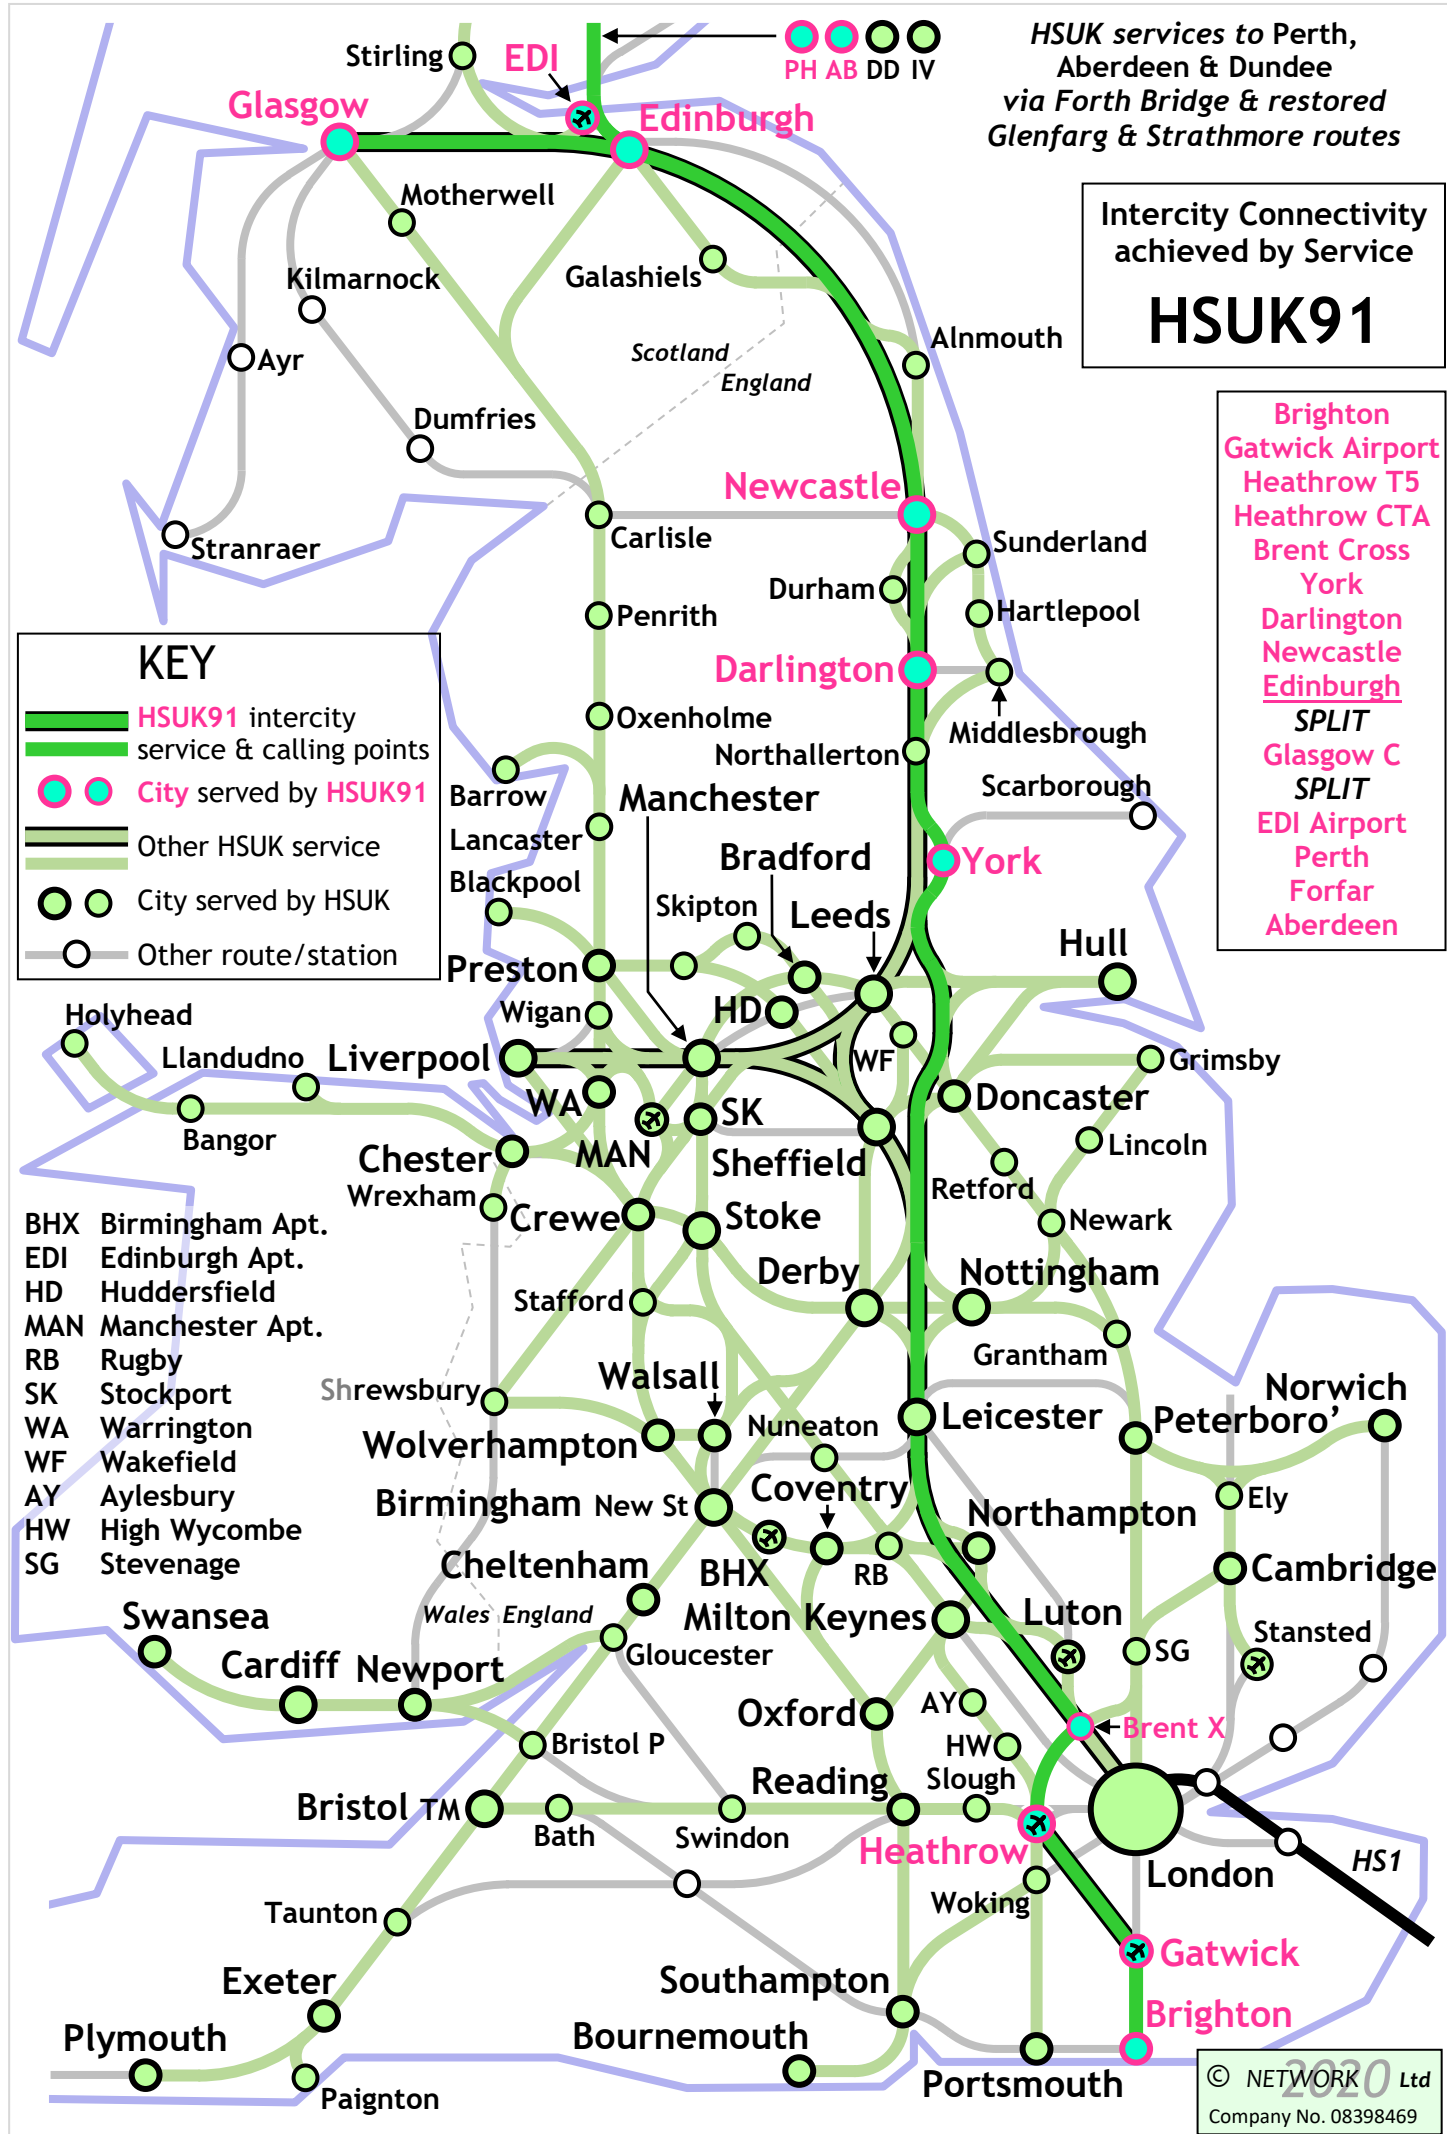 Stirling
EDI
PH AB DD IV
HSUK services to Perth,
Aberdeen & Dundee
via Forth Bridge & restored
Glenfarg & Strathmore routes
Glasgow
Edinburgh
Motherwell
Intercity Connectivity
achieved by Service
HSUK91
Kilmarnock
Galashiels
Alnmouth
Ayr
Scotland
England
Dumfries
Brighton
Gatwick Airport
Heathrow T5
Heathrow CTA
Brent Cross
York
Darlington
Newcastle
Edinburgh
SPLIT
Glasgow C
SPLIT
EDI Airport
Perth
Forfar
Aberdeen
Newcastle
Carlisle
Stranraer
Sunderland
Durham
Hartlepool
Penrith
Darlington
KEY
HSUK91 intercity
service & calling points
City served by HSUK91
Other HSUK service
City served by HSUK
Other route/station
Oxenholme
Middlesbrough
Northallerton
Scarborough
Barrow
Manchester
Lancaster
Bradford
York
Blackpool
Skipton
Leeds
Hull
Preston
HD
Wigan
Holyhead
Llandudno
Liverpool
WF
Grimsby
WA
SK
Doncaster
Bangor
MAN
Lincoln
Chester
Sheffield
Wrexham
Retford
Crewe
Stoke
Newark
BHX Birmingham Apt.
EDI Edinburgh Apt.
HD Huddersfield
MAN Manchester Apt.
RB Rugby
SK Stockport
WA Warrington
WF Wakefield
AY Aylesbury
HW High Wycombe
SG Stevenage
Derby
Nottingham
Stafford
Grantham
Walsall
Shrewsbury
Norwich
Leicester
Peterboro'
Nuneaton
Wolverhampton
Coventry
Ely
Birmingham New St
Northampton
Cheltenham
BHX
RB
Cambridge
Wales England
Milton Keynes
Luton
Swansea
Stansted
Gloucester
SG
Cardiff
Newport
AY
Oxford
Brent X
Bristol P
HW
Slough
Reading
Bristol TM
Bath
Swindon
Heathrow
HS1
London
Woking
Taunton
Gatwick
Exeter
Southampton
Brighton
Plymouth
Bournemouth
Paignton
Portsmouth
© NETWORK 2020 Ltd
Company No. 08398469